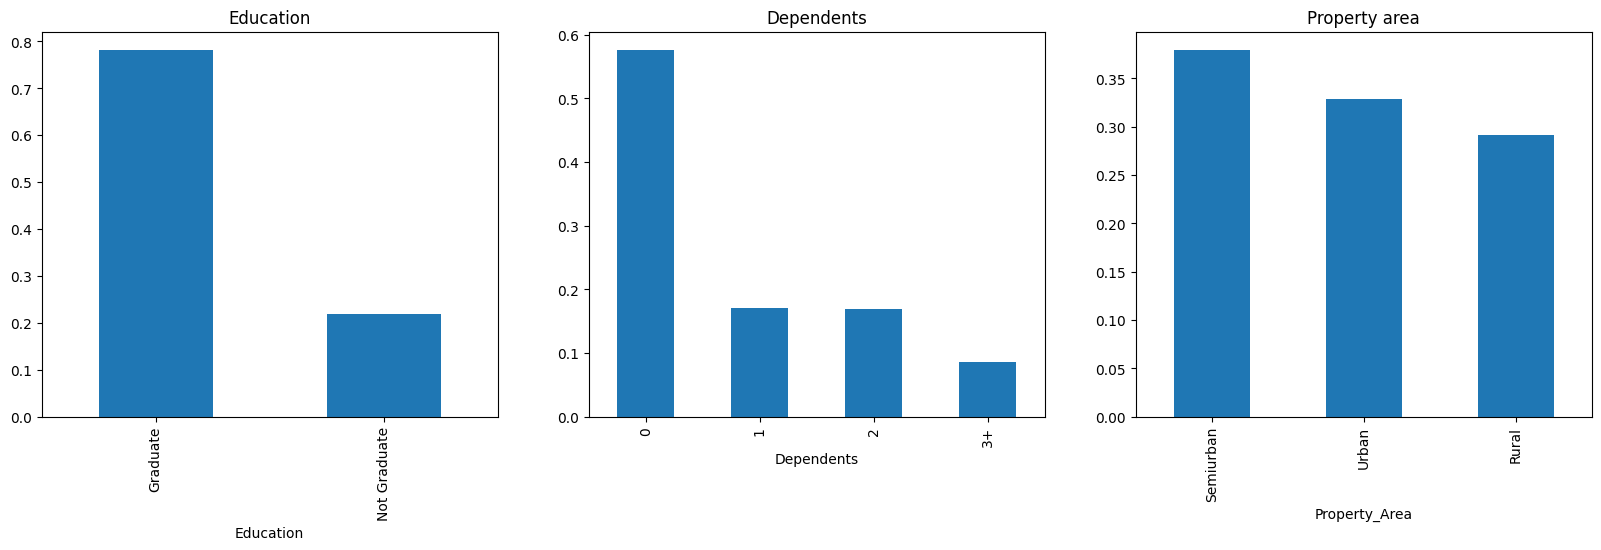 Education
0.8
0.7
0.6
0.5
0.4
0.3
0.2
0.1
0.0
Graduate
Not Graduate
Education
Dependents
0.6
0.5
0.4
0.3
0.2
0.1
0.0
0
1
2
3+
Dependents
Property area
0.35
0.30
0.25
0.20
0.15
0.10
0.05
0.00
Semiurban
Urban
Rural
Property_Area